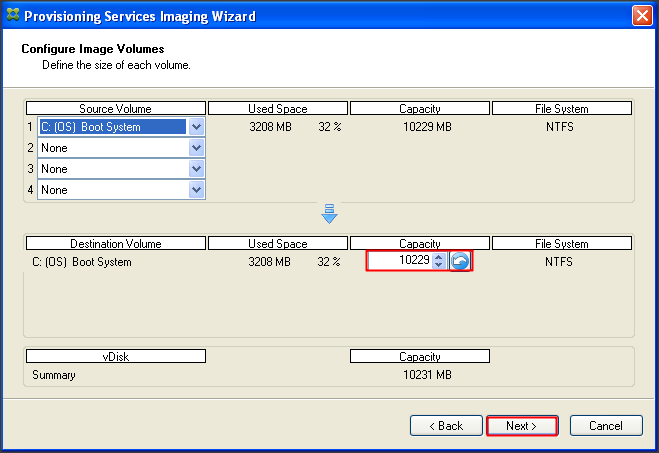 Provisioning Services Imaging Wizard
Configure Image Volumes
Define the size of each volume.
Source Volume Used Space Capacity File System
1 C: (OS) Boot System 3208 MB 32 % 10229 MB NTFS
2 None
3 None
4 None
Destination Volume Used Space Capacity File System
C: (OS) Boot System 3208 MB 32 % 10229 NTFS
vDisk Capacity
Summary 10231 MB
< Back Next > Cancel